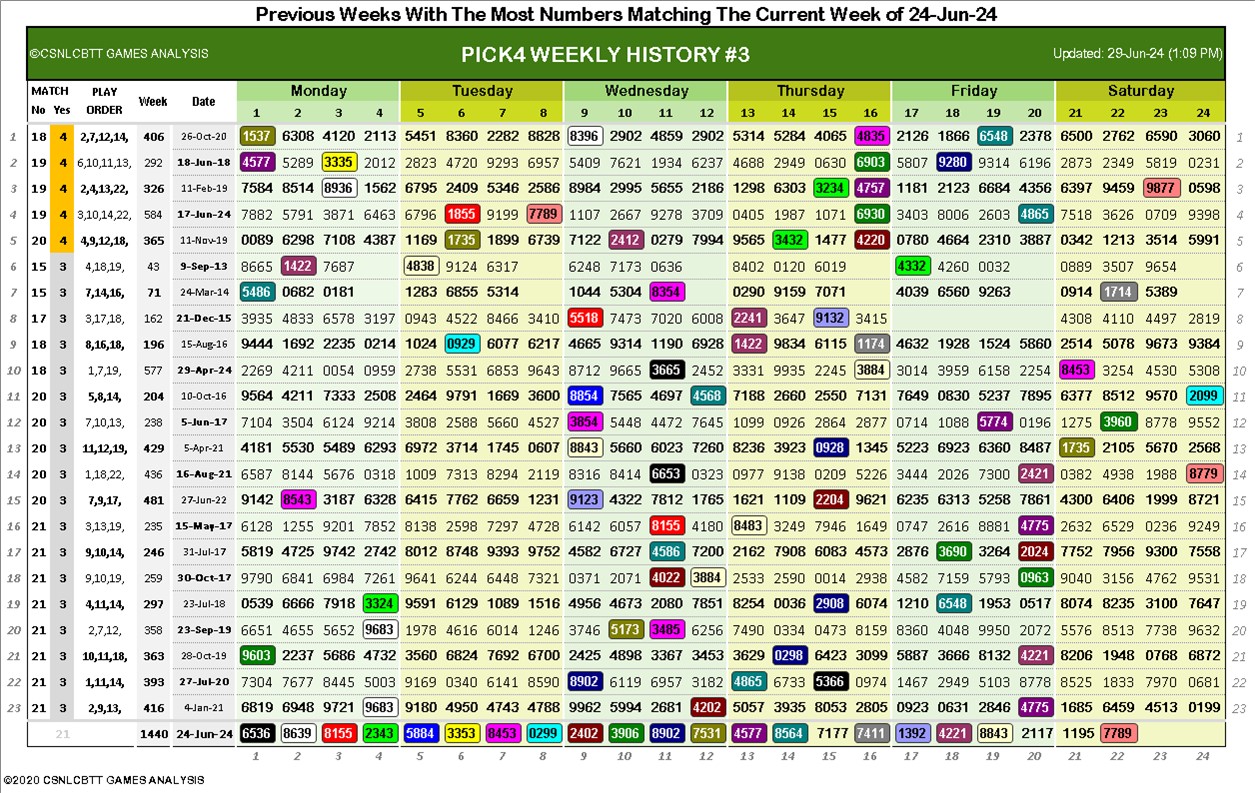 Previous Weeks With The Most Numbers Matching The Current Week of 24-Jun-24
©CSNLCBTT GAMES ANALYSIS PICK4 WEEKLY HISTORY #3 Updated: 29-Jun-24 (1:09 PM)
MATCH PLAY Week Date Monday Tuesday Wednesday Thursday Friday Saturday
No Yes ORDER 1 2 3 4 5 6 7 8 9 10 11 12 13 14 15 16 17 18 19 20 21 22 23 24
1 18 4 2,7,12,14, 406 26-Oct-20 1537 6308 4120 2113 5451 8360 2282 8828 8396 2902 4859 2902 5314 5284 4065 4835 2126 1866 6548 2378 6500 2762 6590 3060 1
2 19 4 6,10,11,13, 292 18-Jun-18 4577 5289 3335 2012 2823 4720 9293 6957 5409 7621 1934 6237 4688 2949 0630 6903 5807 9280 9314 6196 2873 2349 5819 0231 2
3 19 4 2,4,13,22, 326 11-Feb-19 7584 8514 8936 1562 6795 2409 5346 2586 8984 2995 5655 2186 1298 6303 3234 4757 1181 2123 6684 4356 6397 9459 9877 0598 3
4 19 4 3,10,14,22, 584 17-Jun-24 7882 5791 3871 6463 6796 1855 9199 7789 1107 2667 9278 3709 0405 1987 1071 6930 3403 8006 2603 4865 7518 3626 0709 9398 4
5 20 4 4,9,12,18, 365 11-Nov-19 0089 6298 7108 4387 1169 1735 1899 6739 7122 2412 0279 7994 9565 3432 1477 4220 0780 4664 2310 3887 0342 1213 3514 5991 5
6 15 3 4,18,19, 43 9-Sep-13 8665 1422 7687 4838 9124 6317 6248 7173 0636 8402 0120 6019 4332 4260 0032 0889 3507 9654 6
7 15 3 7,14,16, 71 24-Mar-14 5486 0682 0181 1283 6855 5314 1044 5304 8354 0290 9159 7071 4039 6560 9263 0914 1714 5389 7
8 17 3 3,17,18, 162 21-Dec-15 3935 4833 6578 3197 0943 4522 8466 3410 5518 7473 7020 6008 2241 3647 9132 3415 4308 4110 4497 2819 8
9 18 3 8,16,18, 196 15-Aug-16 9444 1692 2235 0214 1024 0929 6077 6217 4665 9314 1190 6928 1422 9834 6115 1174 4632 1928 1524 5860 2514 5078 9673 9384 9
10 18 3 1,7,19, 577 29-Apr-24 2269 4211 0054 0959 2738 5531 6853 9643 8712 9665 3665 2452 3331 9935 2245 3884 3014 3959 6158 2254 8453 3254 4530 5308 10
11 20 3 5,8,14, 204 10-Oct-16 9564 4211 7333 2508 2464 9791 1669 3600 8854 7565 4697 4568 7188 2660 2550 7131 7649 0830 5237 7895 6377 8512 9570 2099 11
12 20 3 7,10,13, 238 5-Jun-17 7104 3504 6124 9214 3808 2588 5660 4527 3854 5448 4472 7645 1099 0926 2864 2877 0714 1088 5774 0196 1275 3960 8778 9552 12
13 20 3 11,12,19, 429 5-Apr-21 4181 5530 5489 6293 6972 3714 1745 0607 8843 5660 6023 7260 8236 3923 0928 1345 5223 6923 6360 8487 1735 2105 5670 2568 13
14 20 3 1,18,22, 436 16-Aug-21 6587 8144 5676 0318 1009 7313 8294 2119 8316 8414 6653 0323 0977 9138 0209 5226 3444 2026 7300 2421 0382 4938 1988 8779 14
15 20 3 7,9,17, 481 27-Jun-22 9142 8543 3187 6328 6415 7762 6659 1231 9123 4322 7812 1765 1621 1109 2204 9621 6235 6313 5208 7861 4300 6406 1999 8721 15
16 21 3 3,13,19, 235 15-May-17 6128 1255 9201 7852 8138 2598 7297 4728 6142 6057 8155 4180 8483 3249 7946 1649 0747 2616 8881 4775 2632 6529 0236 9249 16
17 21 3 9,10,14, 246 31-Jul-17 5819 4725 9742 2742 8012 8748 9393 9752 4582 6727 4586 7200 2162 7908 6083 4573 2876 3690 3264 2024 7752 7956 9300 7558 17
18 21 3 9,10,19, 259 30-Oct-17 9790 6841 6984 7261 9641 6244 6448 7321 0371 2071 4022 3884 2533 2590 0014 2938 4582 7159 5793 0963 9040 3156 4762 9531 18
19 21 3 4,11,14, 297 23-Jul-18 0539 6666 7918 3324 9591 6129 1089 1516 4956 4673 2080 7851 8254 0036 2908 6074 1210 6548 1953 0517 8074 8235 3100 7647 19
20 21 3 2,7,12, 358 23-Sep-19 6651 4655 5652 9683 1978 4616 6014 1246 3746 5173 3485 6256 7490 0334 0473 8159 8360 4048 9950 2072 5576 5513 7738 9632 20
21 21 3 10,11,18, 363 28-Oct-19 9603 2237 5686 4732 3560 6824 7692 6700 2425 4898 3367 3453 3629 0298 6423 3099 5887 6666 8132 4221 8206 1948 0768 6872 21
22 21 3 1,11,14, 393 27-Jul-20 7304 7677 8445 5003 9169 0340 6141 8590 8902 6119 6957 3182 4865 6733 5366 0974 1467 2949 5103 8778 8525 1833 7970 0681 22
23 21 3 2,9,13, 416 4-Jan-21 6819 6948 9721 9683 9180 4950 4743 4788 9962 5994 2681 4202 5057 3935 8053 2805 0923 0631 2846 4775 1685 6459 4513 0199 23
21 1440 24-Jun-24 6536 8639 8155 2343 5884 3353 8453 0299 2402 3906 8902 7531 4577 8564 7177 7411 1392 4221 8843 2117 1195 7789
1 2 3 4 5 6 7 8 9 10 11 12 13 14 15 16 17 18 19 20 21 22 23 24
©2020 CSNLCBTT GAMES ANALYSIS